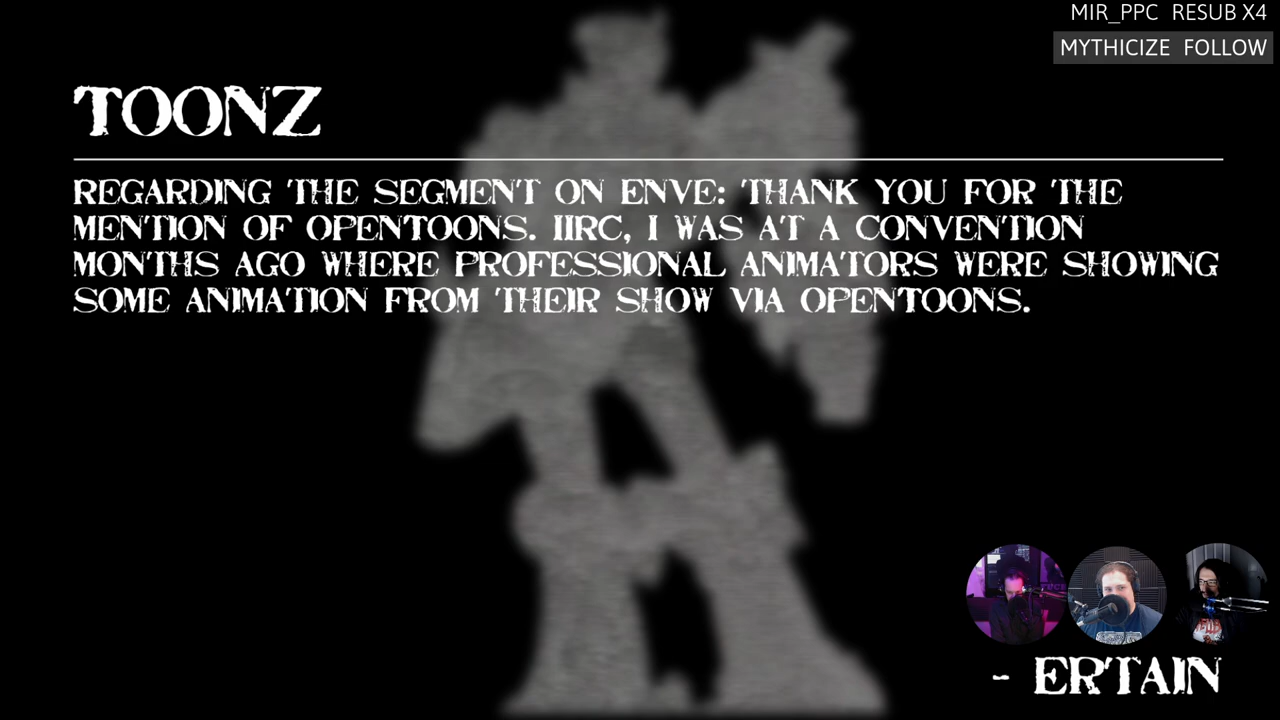 MIR_PPC RESUB X4
MYTHICIZE FOLLOW
TOONZ
REGARDING THE SEGMENT ON ENVE: THANK YOU FOR THE
MENTION OF OPENTOONS. IIRC, I WAS AT A CONVENTION
MONTHS AGO WHERE PROFESSIONAL ANIMATORS WERE SHOWING
SOME ANIMATION FROM THEIR SHOW VIA OPENTOONS.
- ERTAIN